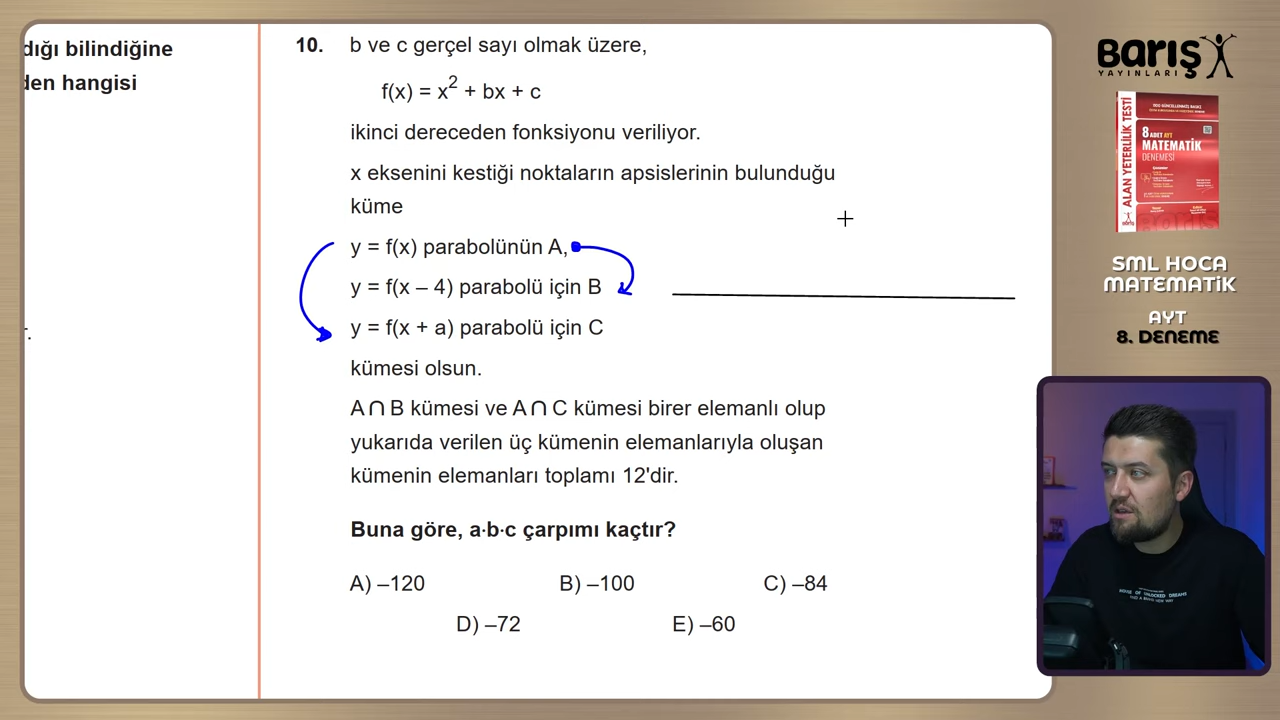 dığı bilindiğine
den hangisi
r.
10. b ve c gerçel sayı olmak üzere,
f(x) = x² + bx + c
ikinci dereceden fonksiyonu veriliyor.
x eksenini kestiği noktaların apsislerinin bulunduğu
küme
y = f(x) parabolünün A,
y = f(x – 4) parabolü için B
y = f(x + a) parabolü için C
kümesi olsun.
A ∩ B kümesi ve A ∩ C kümesi birer elemanlı olup
yukarıda verilen üç kümenin elemanlarıyla oluşan
kümenin elemanları toplamı 12'dir.
Buna göre, a·b·c çarpımı kaçtır?
A) –120 B) –100 C) –84
D) –72 E) –60
Barış
YAYINLARI
ALAN YETERLİLİK TESTİ
8 ADET AYT
MATEMATİK
DENEMESİ
SML HOCA
MATEMATİK
AYT
8. DENEME